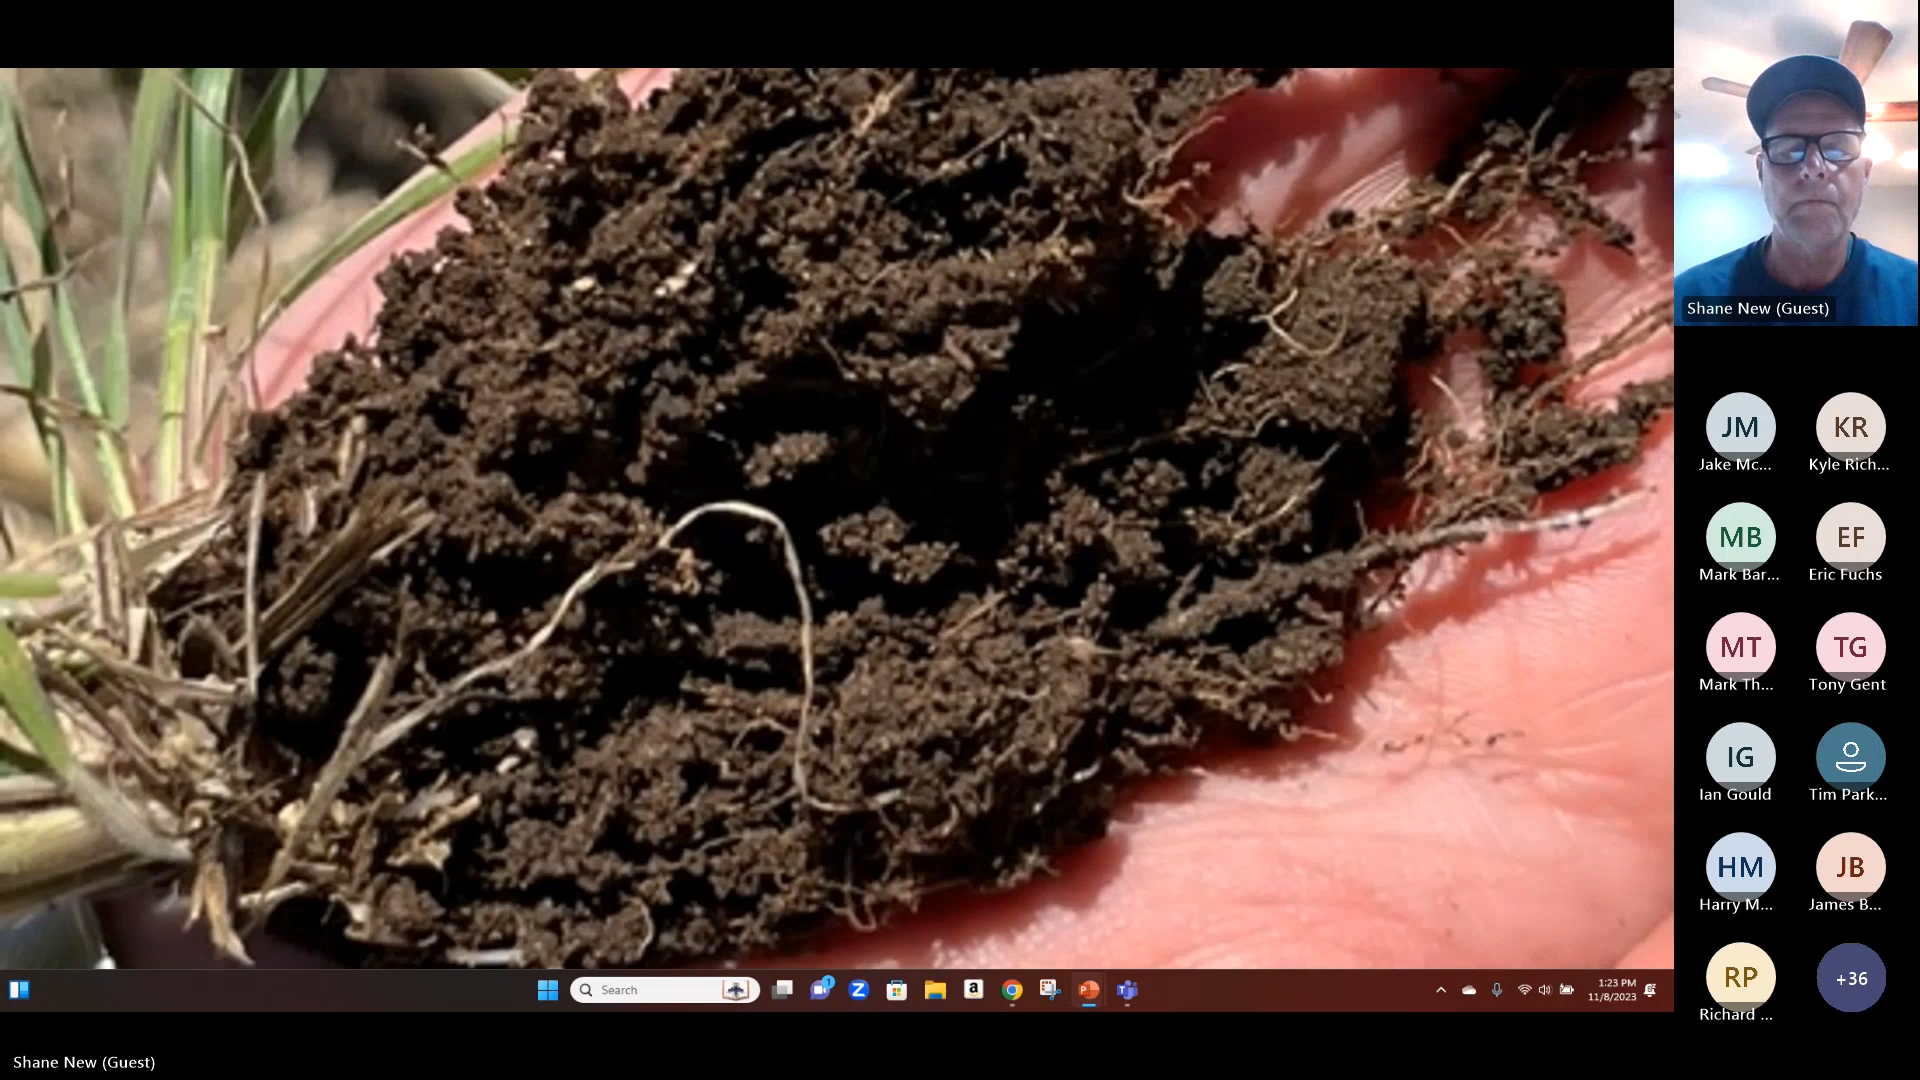 Shane New (Guest)
JM
KR
Jake Mc...
Kyle Rich...
MB
EF
Mark Bar...
Eric Fuchs
MT
TG
Mark Th...
Tony Gent
IG
Ian Gould
Tim Park...
HM
JB
Harry M...
James B...
RP
+36
Richard ...
Search
1:23 PM
11/8/2023
Shane New (Guest)